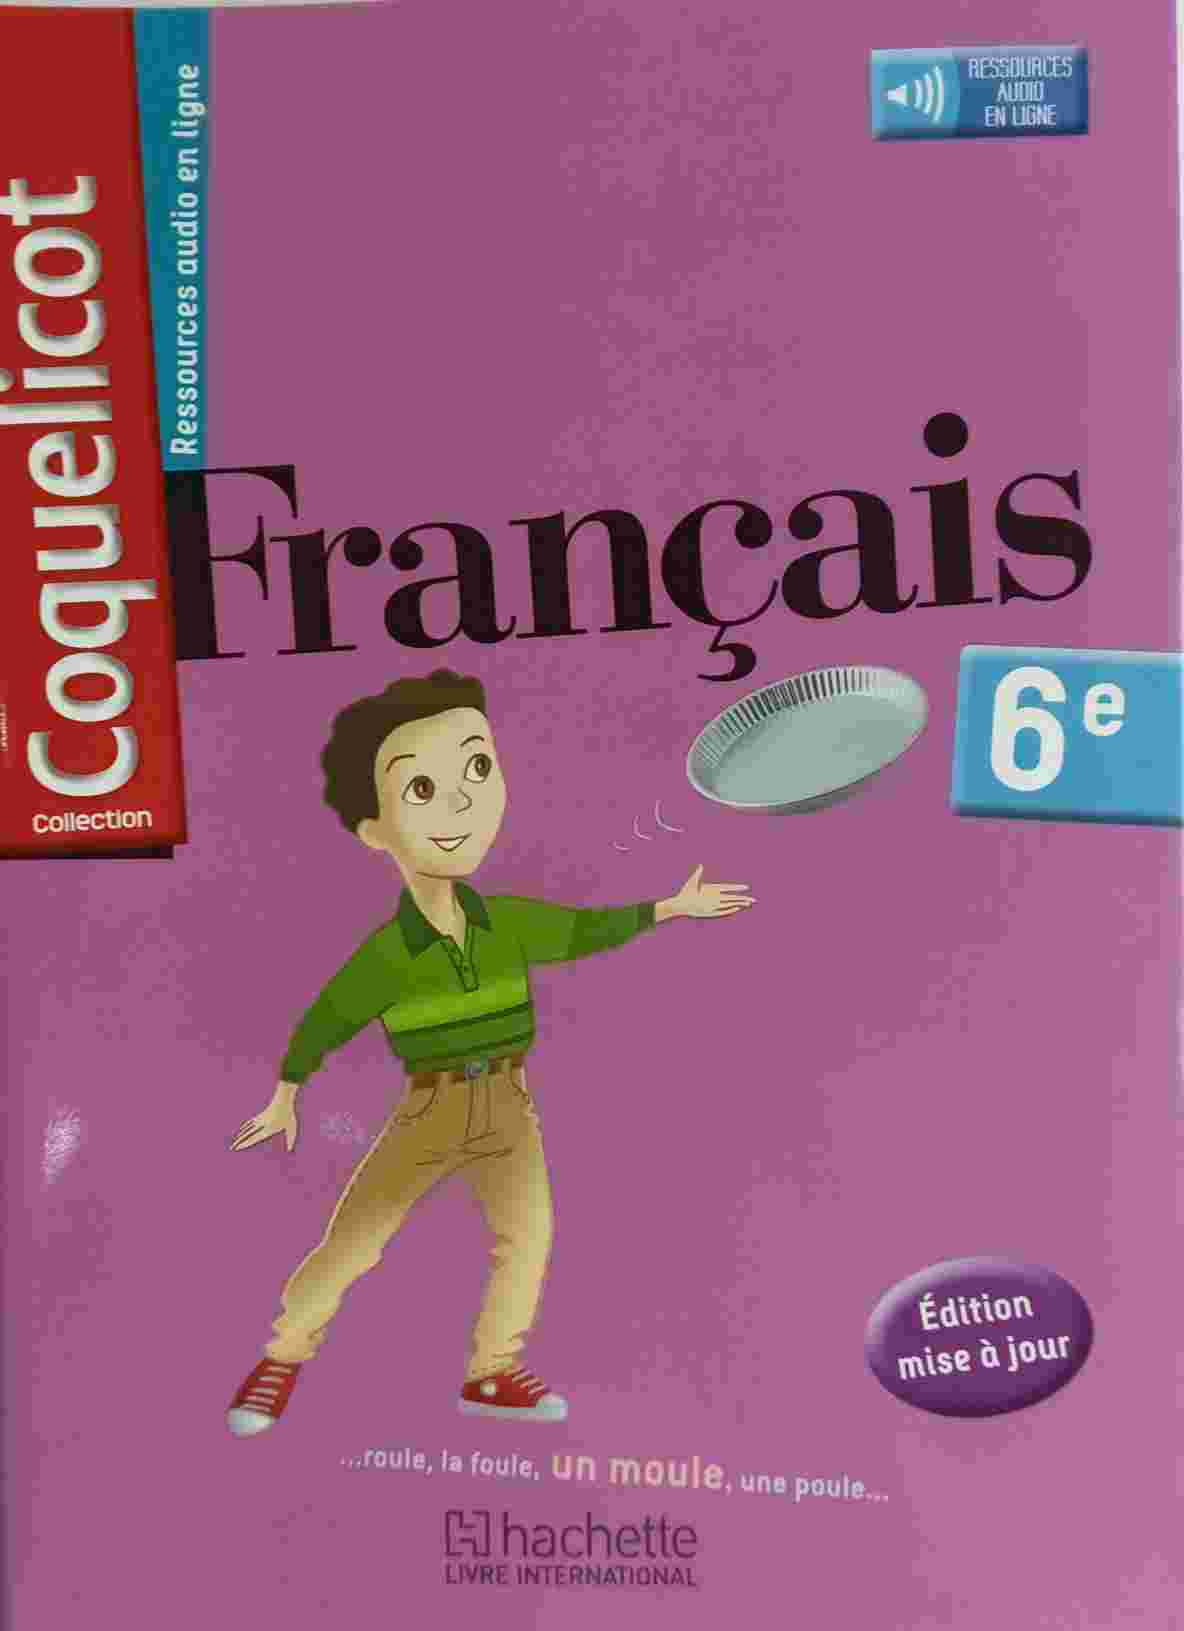 RESSOURCES
AUDIO
EN LIGNE
Ressources audio en ligne
Coquelicot
Collection
Français
6e
Édition
mise à jour
...roule, la foule, un moule, une poule...
hachette
LIVRE INTERNATIONAL